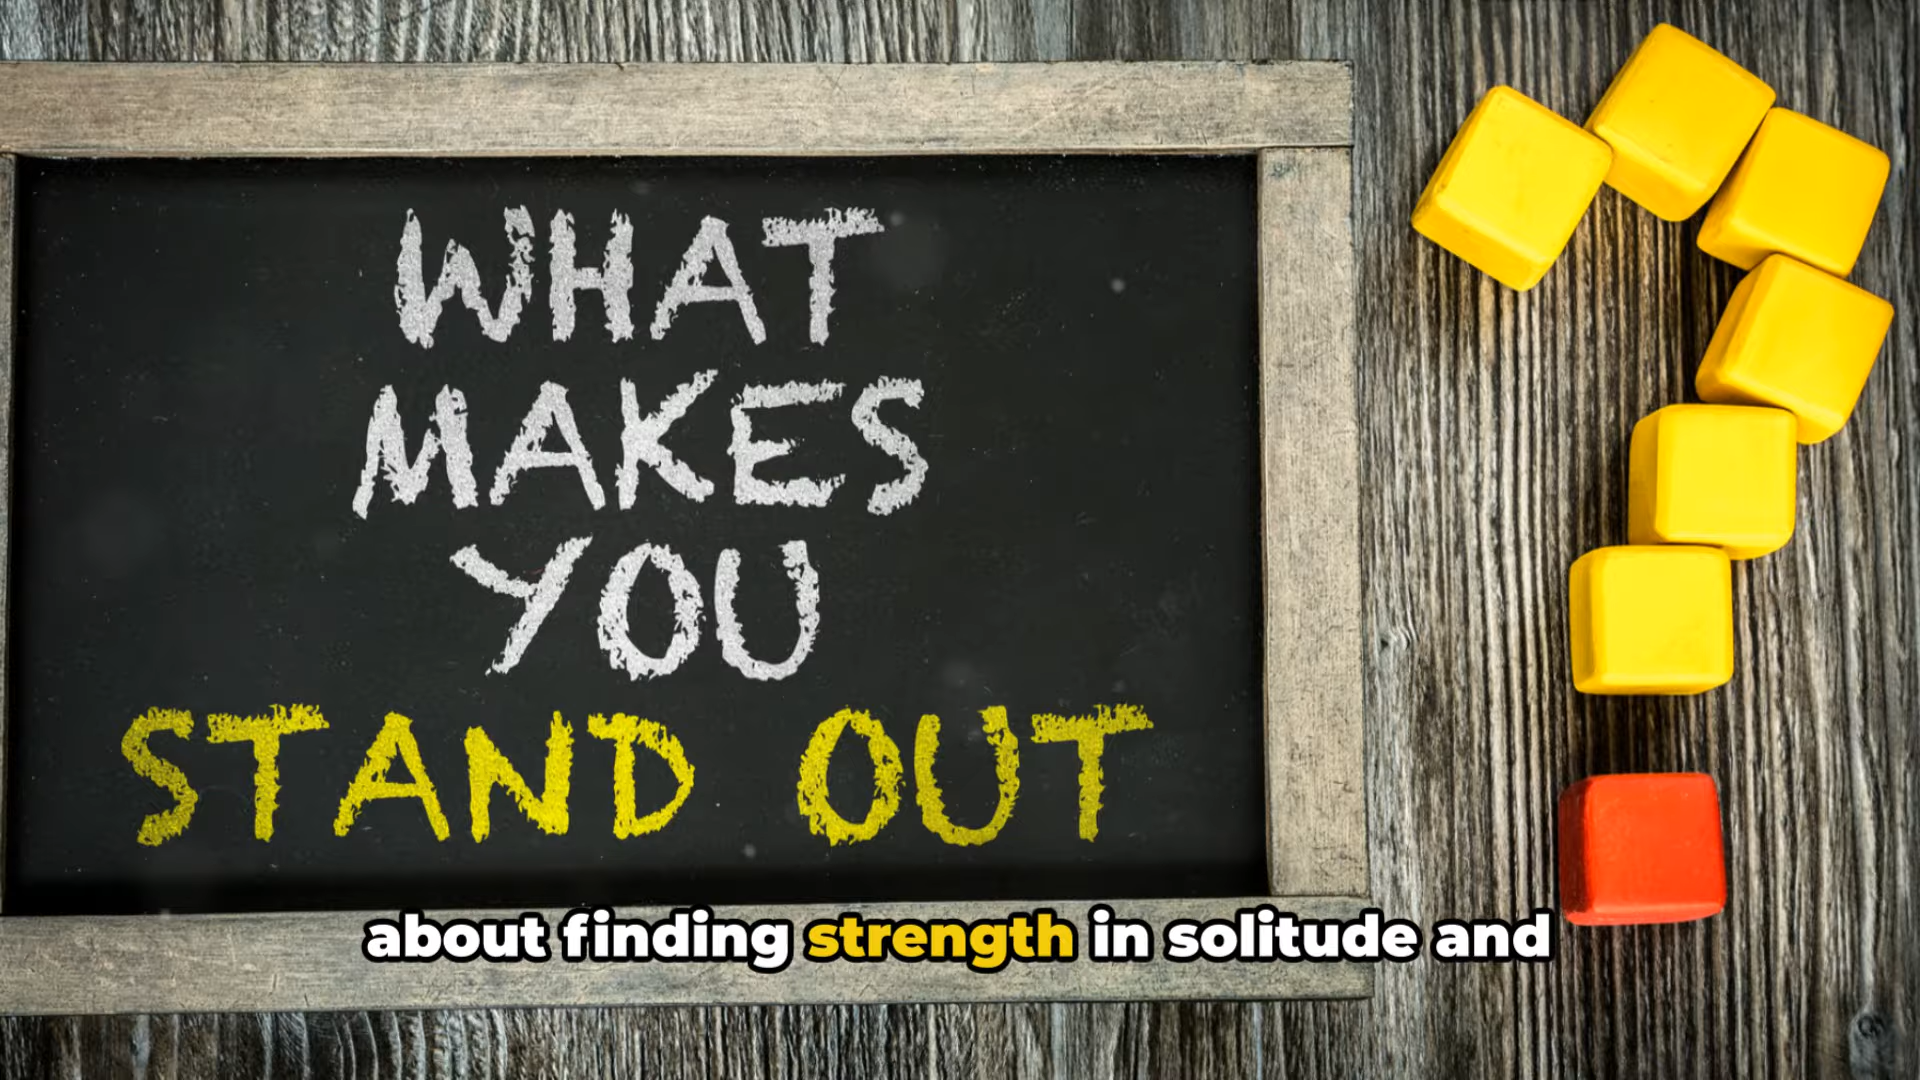 WHAT
MAKES
YOU
STAND OUT
about finding strength in solitude and